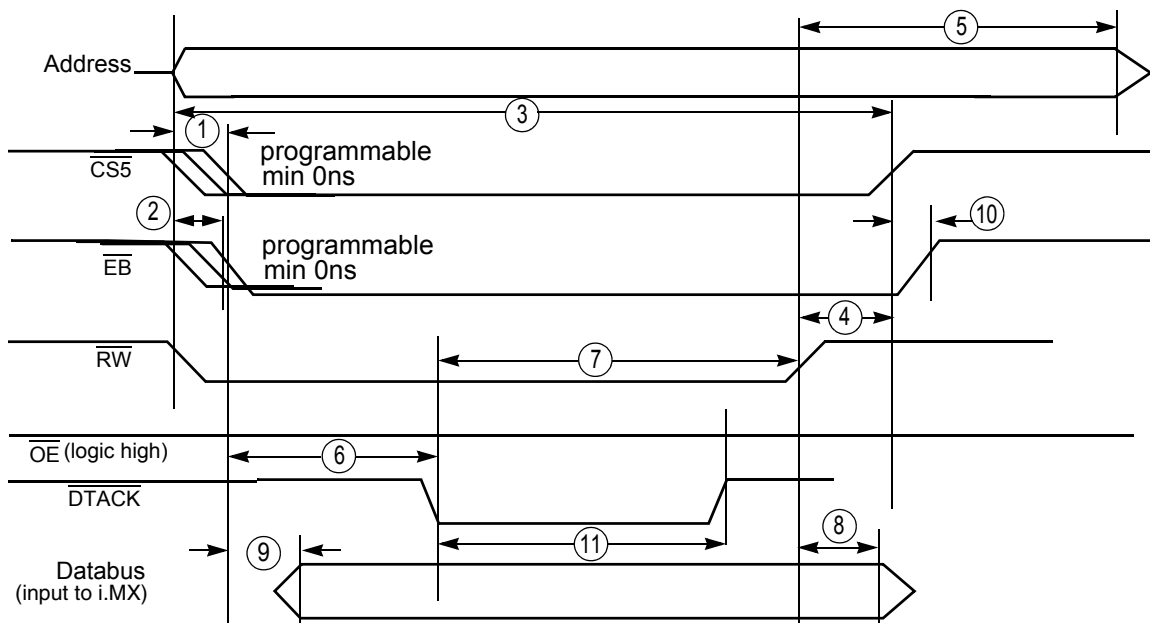 5
Address
3
1
programmable
min 0ns
CS5
2
10
programmable
min 0ns
EB
4
7
RW
OE (logic high)
6
DTACK
8
11
9
Databus
(input to i.MX)